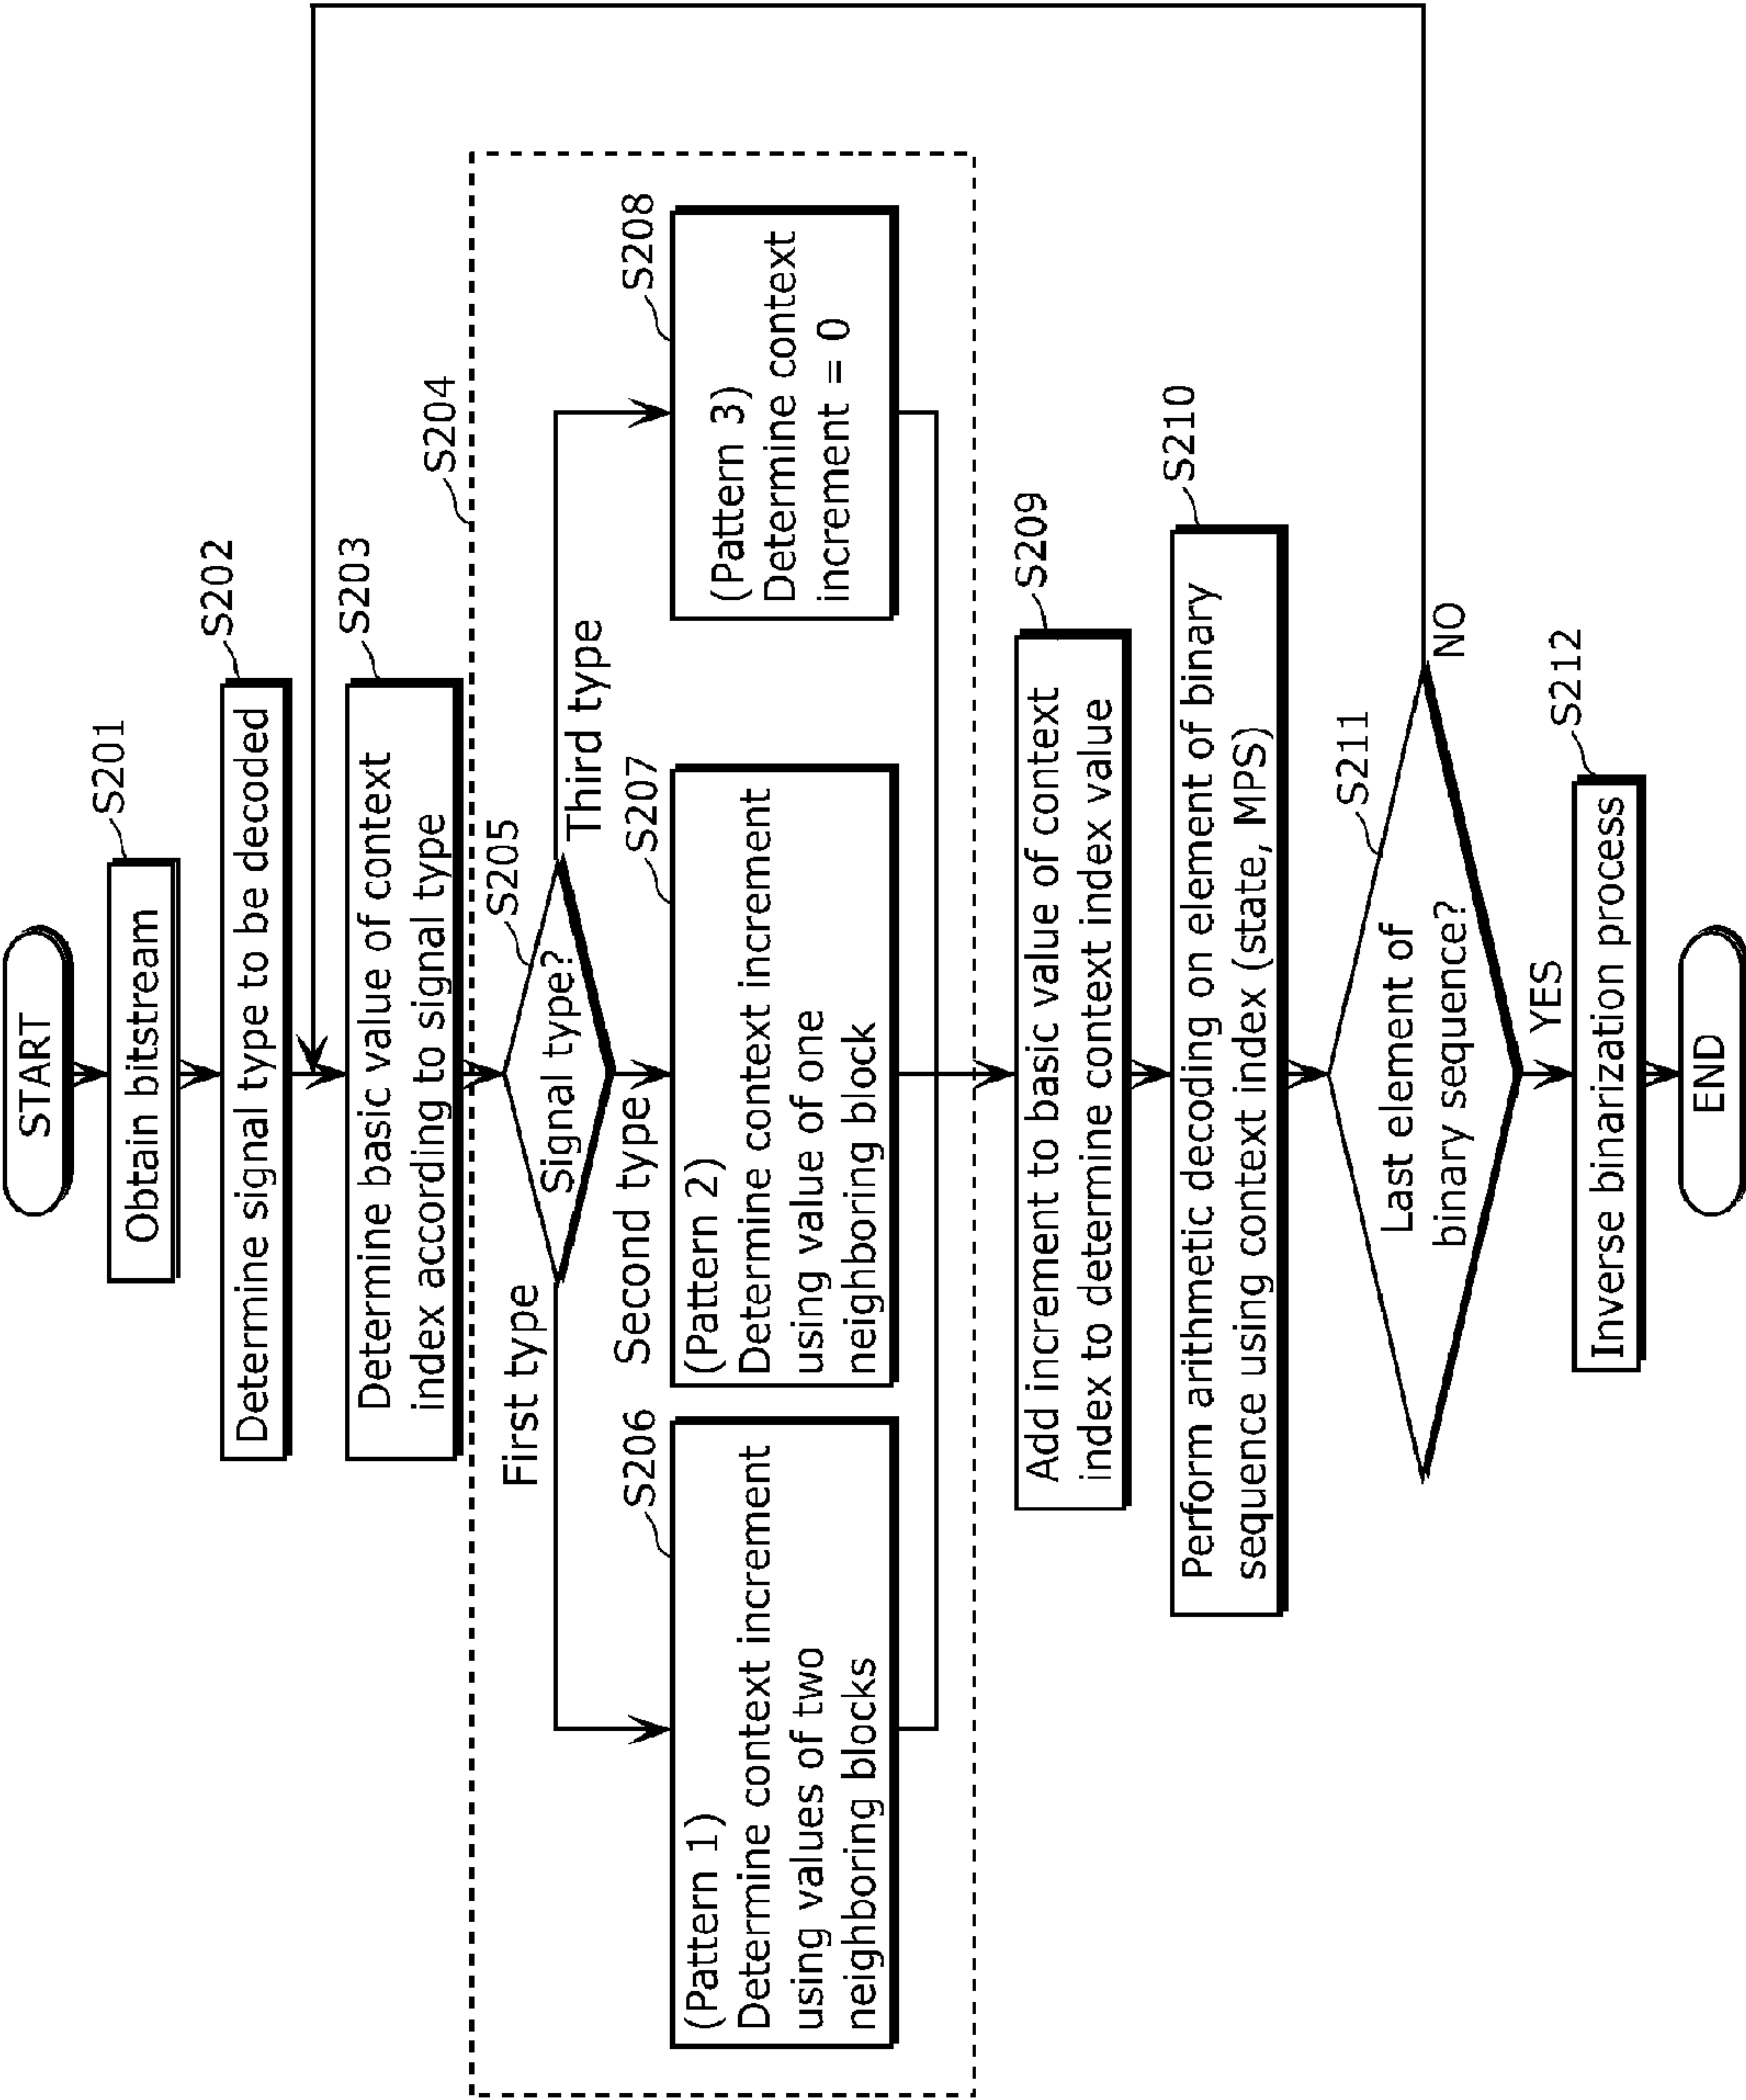 START
S201
Obtain bitstream
S202
Determine signal type to be decoded
S203
Determine basic value of context
index according to signal type
S204
S205
Signal type?
First type
Second type
Third type
S206
(Pattern 1)
Determine context increment
using values of two
neighboring blocks
S207
(Pattern 2)
Determine context increment
using value of one
neighboring block
S208
(Pattern 3)
Determine context
increment = 0
S209
Add increment to basic value of context
index to determine context index value
S210
Perform arithmetic decoding on element of binary
sequence using context index (state, MPS)
S211
Last element of
binary sequence?
NO
YES
S212
Inverse binarization process
END